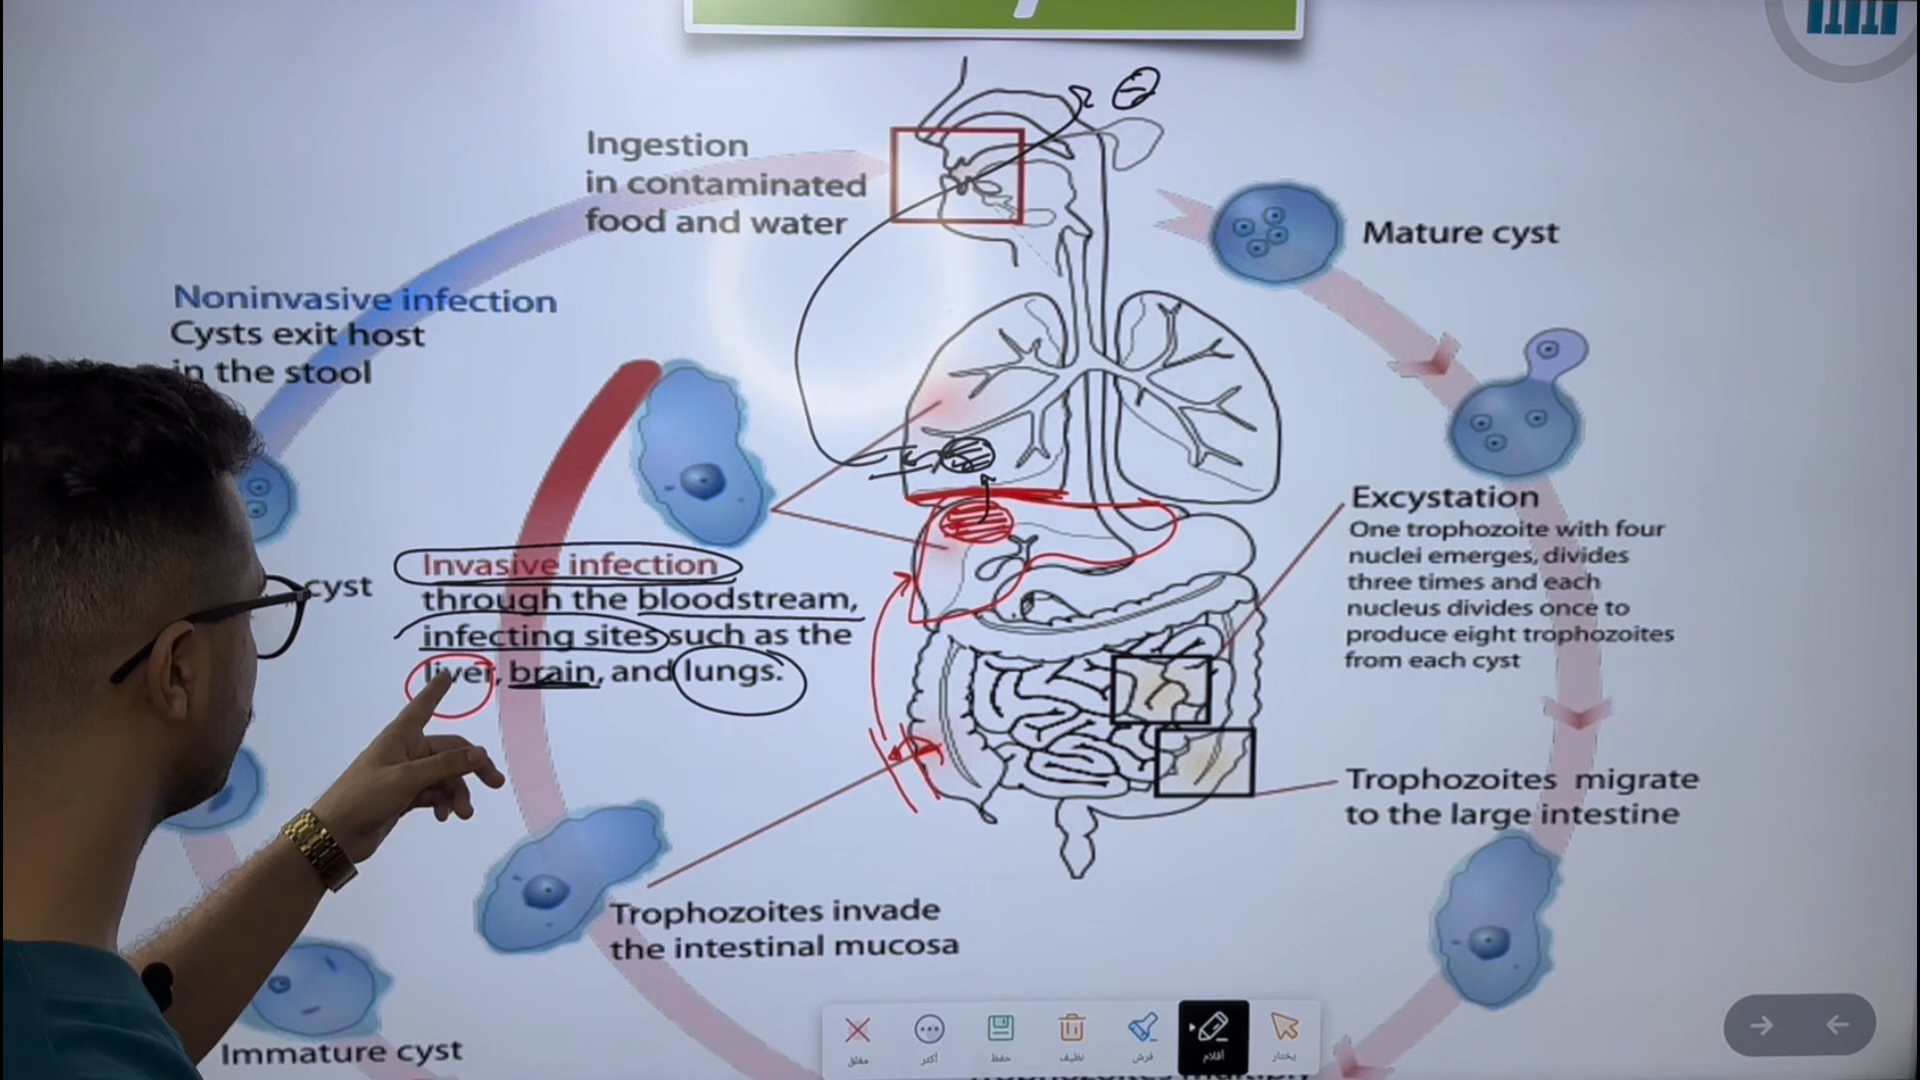 Ingestion
in contaminated
food and water
Mature cyst
Noninvasive infection
Cysts exit host
in the stool
Excystation
One trophozoite with four
nuclei emerges, divides
three times and each
nucleus divides once to
produce eight trophozoites
from each cyst
cyst
Invasive infection
through the bloodstream,
infecting sites such as the
liver, brain, and lungs.
Trophozoites migrate
to the large intestine
Trophozoites invade
the intestinal mucosa
Immature cyst
مغلق
أكثر
حفظ
نظيف
فرش
أقلام
يختار